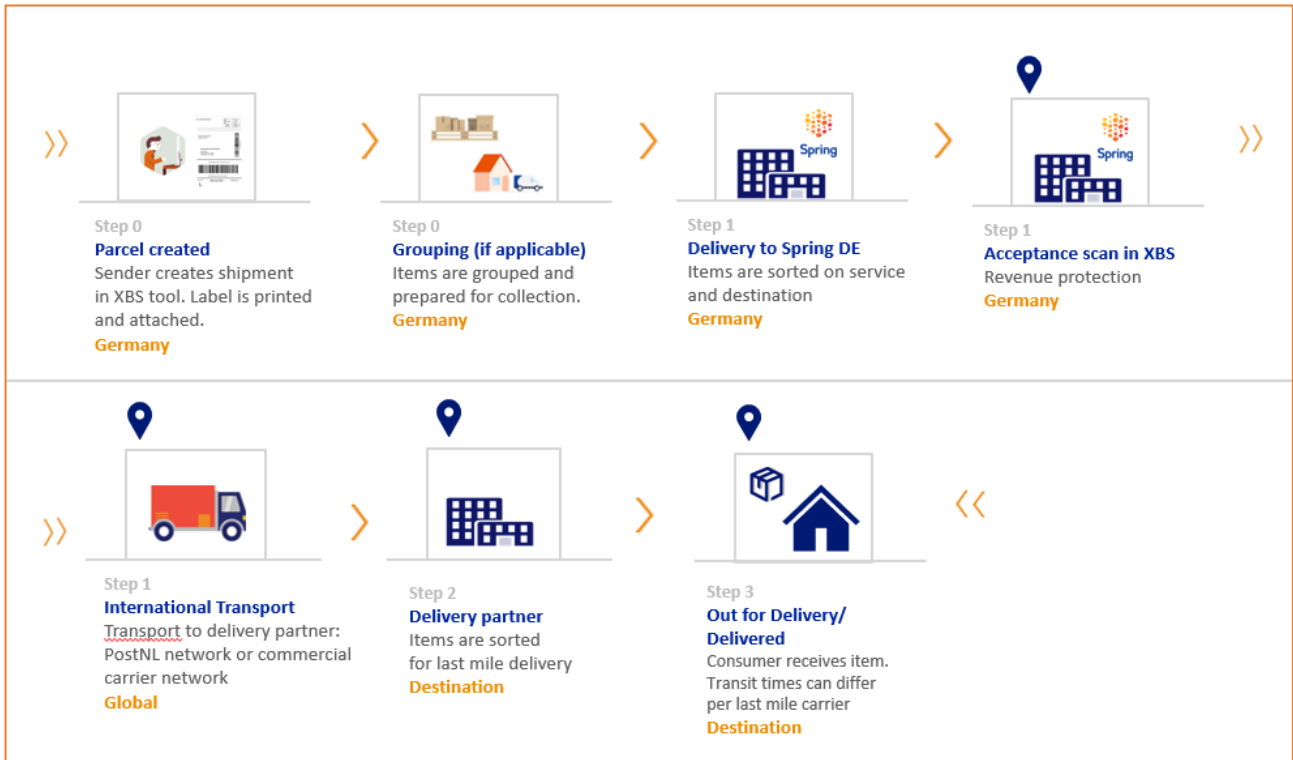 Spring
Spring
Step 0
Parcel created
Sender creates shipment
in XBS tool. Label is printed
and attached.
Germany
Step 0
Grouping (if applicable)
Items are grouped and
prepared for collection.
Germany
Step 1
Delivery to Spring DE
Items are sorted on service
and destination
Germany
Step 1
Acceptance scan in XBS
Revenue protection
Germany
Step 1
International Transport
Transport to delivery partner:
PostNL network or commercial
carrier network
Global
Step 2
Delivery partner
Items are sorted
for last mile delivery
Destination
Step 3
Out for Delivery/
Delivered
Consumer receives item.
Transit times can differ
per last mile carrier
Destination